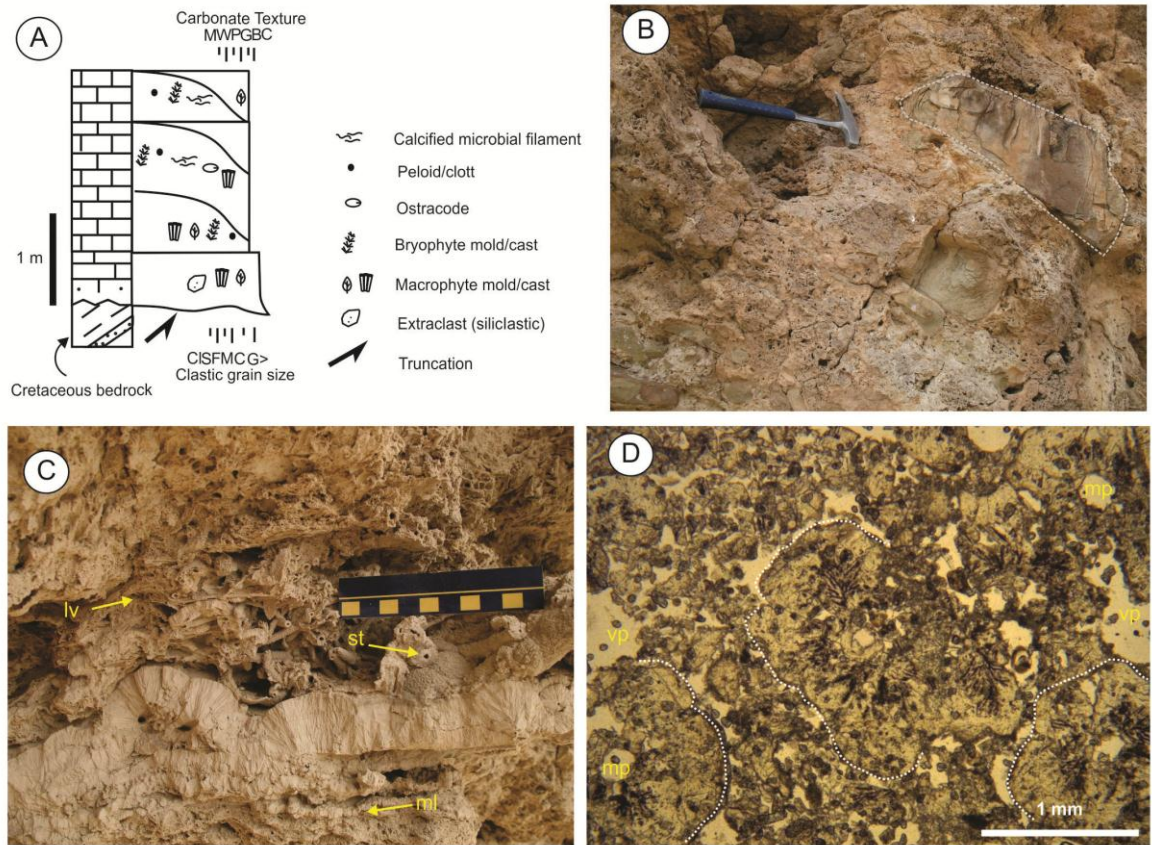 A
Carbonate Texture
MWPGBC
1 m
Cretaceous bedrock
ClSFMCG>
Clastic grain size
Calcified microbial filament
Peloid/clott
Ostracode
Bryophyte mold/cast
Macrophyte mold/cast
Extraclast (siliclastic)
Truncation
B
C
lv
st
ml
D
mp
vp
vp
mp
1 mm